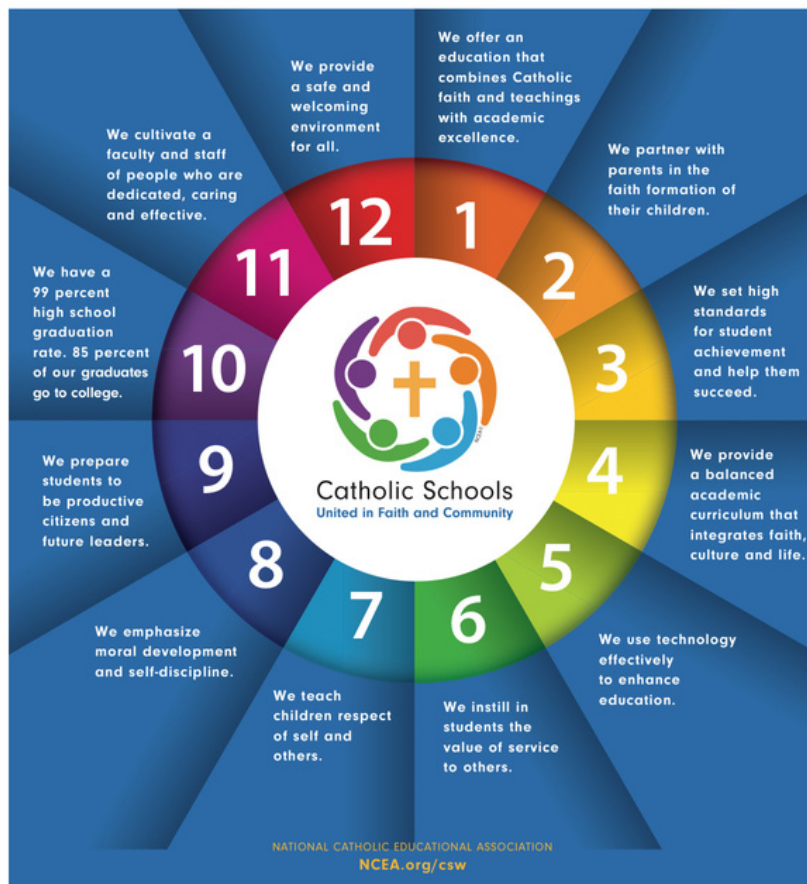 We offer an
education that
combines Catholic
faith and teachings
with academic
excellence.
1
We partner with
parents in the
faith formation of
their children.
2
We set high
standards
for student
achievement
and help them
succeed.
3
We provide
a balanced
academic
curriculum that
integrates faith,
culture and life.
4
We use technology
effectively
to enhance
education.
5
We instill in
students the
value of service
to others.
6
We teach
children respect
of self and
others.
7
We emphasize
moral development
and self-discipline.
8
We prepare
students to
be productive
citizens and
future leaders.
9
We have a
99 percent
high school
graduation
rate. 85 percent
of our graduates
go to college.
10
We cultivate a
faculty and staff
of people who are
dedicated, caring
and effective.
11
We provide
a safe and
welcoming
environment
for all.
12
Catholic Schools
United in Faith and Community
NATIONAL CATHOLIC EDUCATIONAL ASSOCIATION
NCEA.org/csw